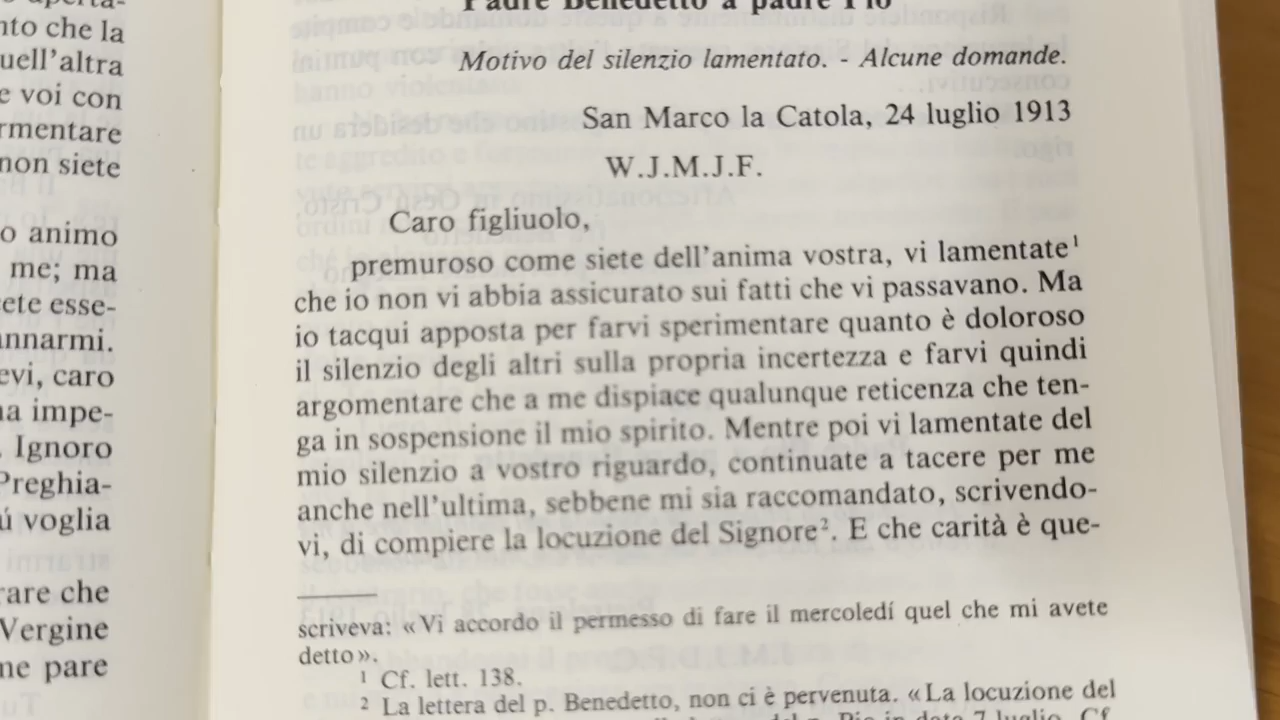 nto che la
uell'altra
e voi con
rmentare
non siete
o animo
me; ma
ete esse-
nnarmi.
evi, caro
a impe-
. Ignoro
Preghia-
ú voglia
rare che
Vergine
ne pare
Padre Benedetto a padre Pio
Motivo del silenzio lamentato. - Alcune domande.
San Marco la Catola, 24 luglio 1913
W.J.M.J.F.
Caro figliuolo,
premuroso come siete dell'anima vostra, vi lamentate¹
che io non vi abbia assicurato sui fatti che vi passavano. Ma
io tacqui apposta per farvi sperimentare quanto è doloroso
il silenzio degli altri sulla propria incertezza e farvi quindi
argomentare che a me dispiace qualunque reticenza che ten-
ga in sospensione il mio spirito. Mentre poi vi lamentate del
mio silenzio a vostro riguardo, continuate a tacere per me
anche nell'ultima, sebbene mi sia raccomandato, scrivendo-
vi, di compiere la locuzione del Signore². E che carità è que-
scriveva: «Vi accordo il permesso di fare il mercoledí quel che mi avete
detto».
¹ Cf. lett. 138.
² La lettera del p. Benedetto, non ci è pervenuta. «La locuzione del
Pio in data 7 luglio. Cf